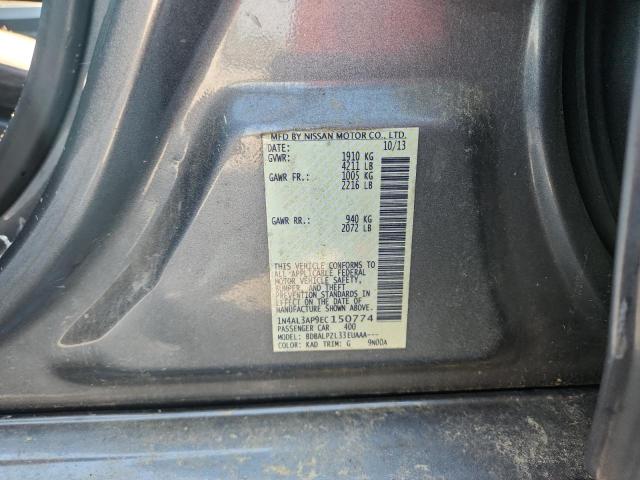 MFD BY NISSAN MOTOR CO., LTD.
DATE: 10/13
GVWR: 1910 KG
4211 LB
GAWR FR.: 1005 KG
2216 LB
GAWR RR.: 940 KG
2072 LB
THIS VEHICLE CONFORMS TO
ALL APPLICABLE FEDERAL
MOTOR VEHICLE SAFETY,
BUMPER, AND THEFT
PREVENTION STANDARDS IN
EFFECT ON THE DATE OF
MANUFACTURE SHOWN ABOVE.
1N4AL3AP9EC150774
PASSENGER CAR 400
MODEL: BDBALPZL33EUAAA---
COLOR: KAD TRIM: G 9N00A